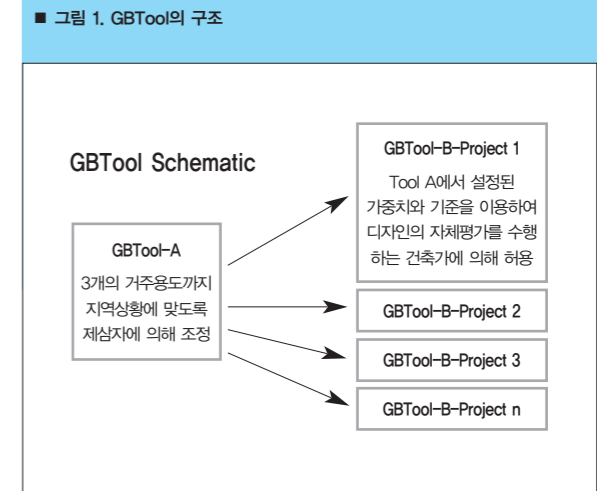 ■ 그림 1. GBTool의 구조
GBTool Schematic
GBTool-A
3개의 거주용도까지
지역상황에 맞도록
제삼자에 의해 조정
GBTool-B-Project 1
Tool A에서 설정된
가중치와 기준을 이용하여
디자인의 자체평가를 수행
하는 건축가에 의해 허용
GBTool-B-Project 2
GBTool-B-Project 3
GBTool-B-Project n